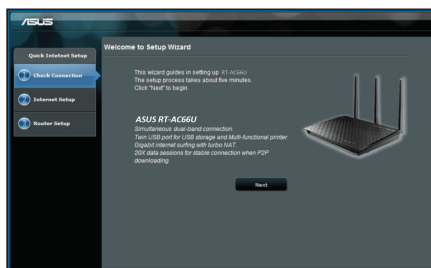 ASUS
Quick Internet Setup
1 Check Connection
2 Internet Setup
3 Router Setup
Welcome to Setup Wizard
This wizard guides in setting up RT-AC66U
The setup process takes about five minutes.
Click "Next" to begin.
ASUS RT-AC66U
Simultaneous dual-band connection.
Twin USB port for USB storage and Multi-functional printer.
Gigabit internet surfing with turbo NAT.
20X data sessions for stable connection when P2P
downloading
Next